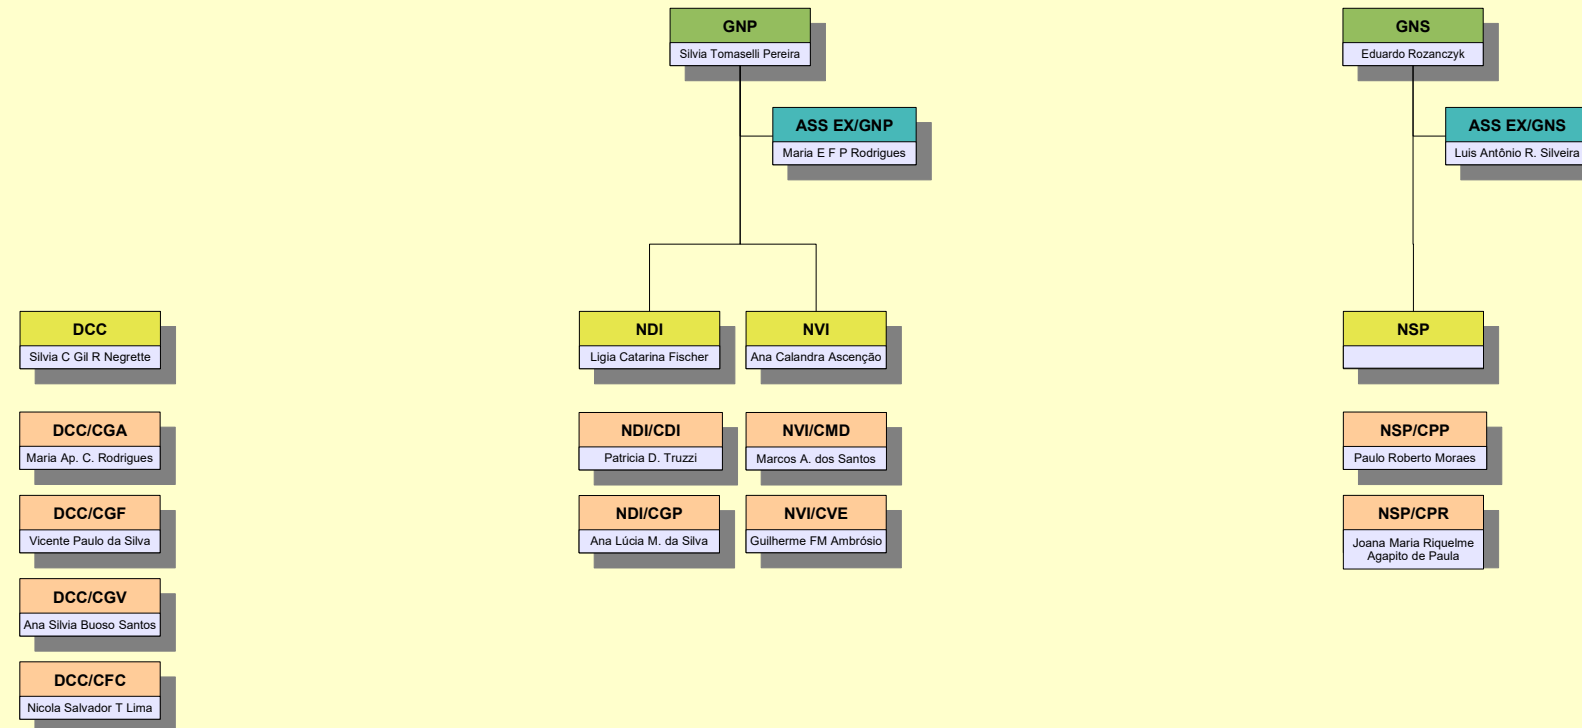 GNP
Silvia Tomaselli Pereira
GNS
Eduardo Rozanczyk
ASS EX/GNP
Maria E F P Rodrigues
ASS EX/GNS
Luis Antônio R. Silveira
DCC
Silvia C Gil R Negrette
NDI
Ligia Catarina Fischer
NVI
Ana Calandra Ascenção
NSP
DCC/CGA
Maria Ap. C. Rodrigues
NDI/CDI
Patricia D. Truzzi
NVI/CMD
Marcos A. dos Santos
NSP/CPP
Paulo Roberto Moraes
DCC/CGF
Vicente Paulo da Silva
NDI/CGP
Ana Lúcia M. da Silva
NVI/CVE
Guilherme FM Ambrósio
NSP/CPR
Joana Maria Riquelme
Agapito de Paula
DCC/CGV
Ana Silvia Buoso Santos
DCC/CFC
Nicola Salvador T Lima